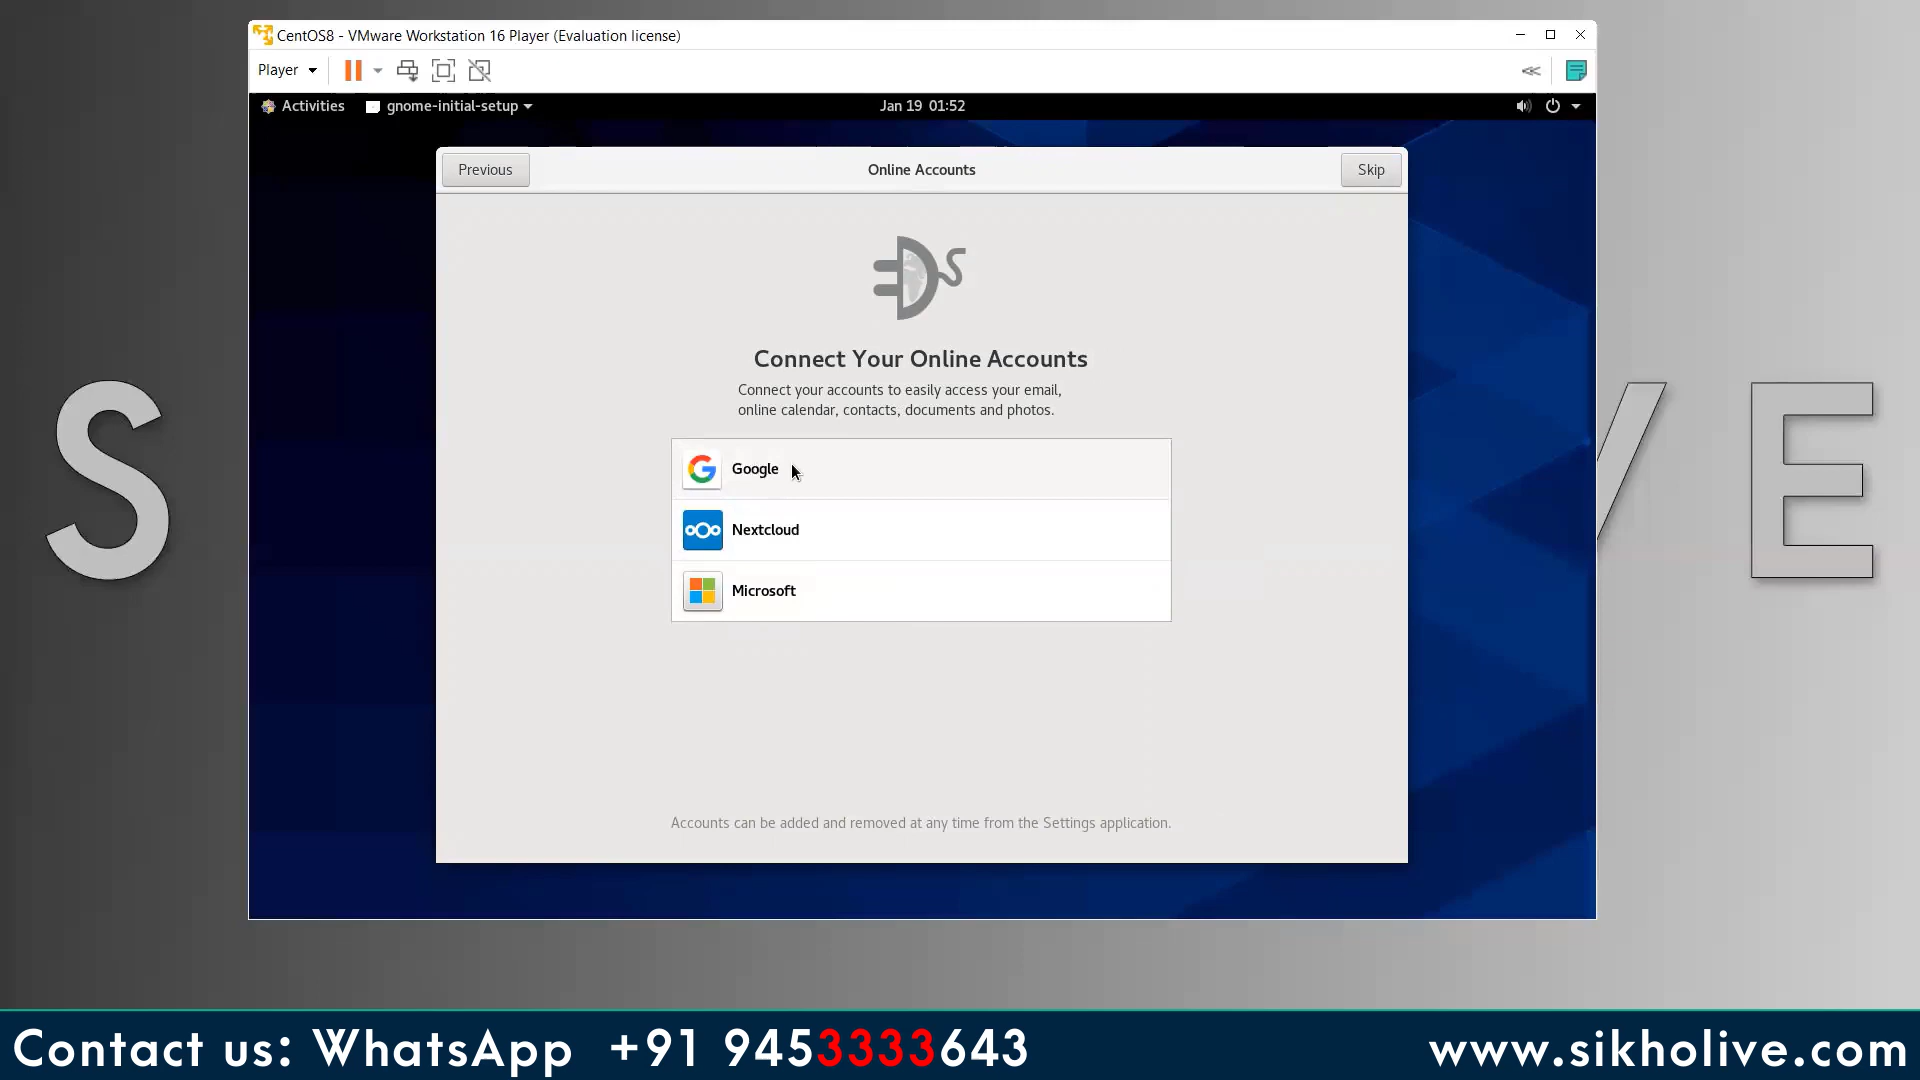 CentOS8 - VMware Workstation 16 Player (Evaluation license)
Player
Activities gnome-initial-setup Jan 19 01:52
Previous Online Accounts Skip
Connect Your Online Accounts
Connect your accounts to easily access your email,
online calendar, contacts, documents and photos.
Google
Nextcloud
Microsoft
Accounts can be added and removed at any time from the Settings application.
S V E
Contact us: WhatsApp +91 9453333643 www.sikholive.com